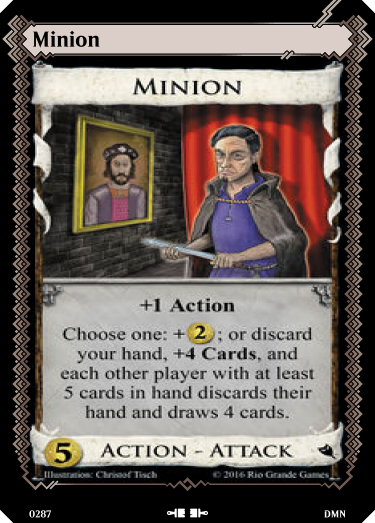 Minion
MINION
+1 Action
Choose one: +2; or discard
your hand, +4 Cards, and
each other player with at least
5 cards in hand discards their
hand and draws 4 cards.
5 ACTION - ATTACK
Illustration: Christof Tisch © 2016 Rio Grande Games
0287 DMN